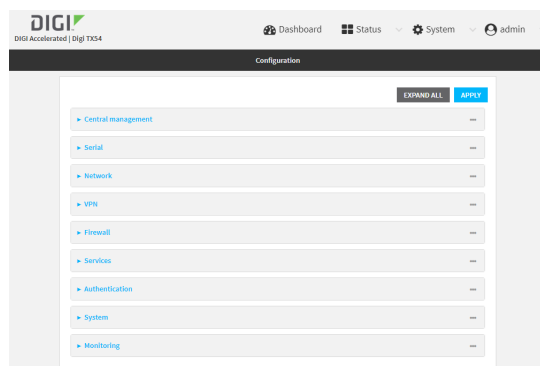 DIGI
DIGI Accelerated | Digi TX54
Dashboard Status System admin
Configuration
EXPAND ALL APPLY
Central management
Serial
Network
VPN
Firewall
Services
Authentication
System
Monitoring